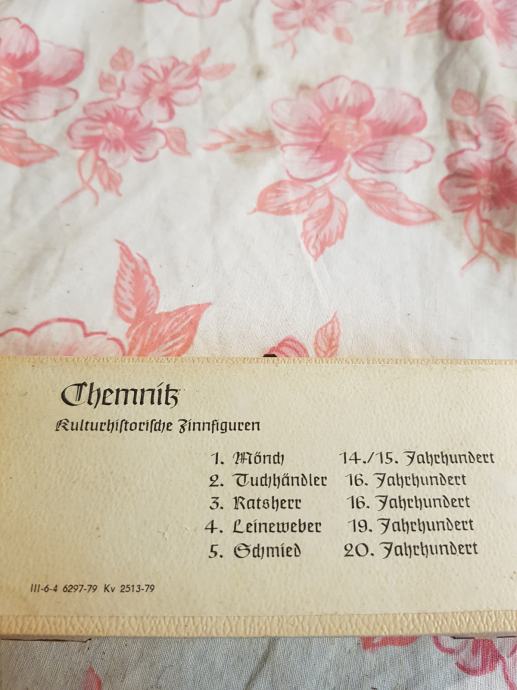 Chemnitz
Kulturhistorische Zinnfiguren
1. Mönch 14./15. Jahrhundert
2. Tuchhändler 16. Jahrhundert
3. Ratsherr 16. Jahrhundert
4. Leineweber 19. Jahrhundert
5. Schmied 20. Jahrhundert
III-6-4 6297-79 Kv 2513-79